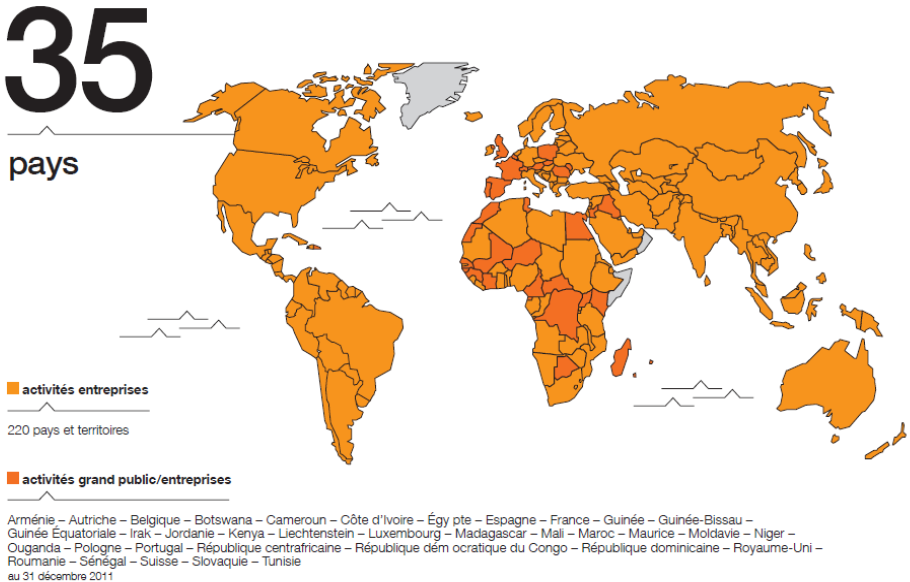 35
pays
activités entreprises
220 pays et territoires
activités grand public/entreprises
Arménie – Autriche – Belgique – Botswana – Cameroun – Côte d'Ivoire – Égy pte – Espagne – France – Guinée – Guinée-Bissau –
Guinée Équatoriale – Irak – Jordanie – Kenya – Liechtenstein – Luxembourg – Madagascar – Mali – Maroc – Maurice – Moldavie – Niger –
Ouganda – Pologne – Portugal – République centrafricaine – République dém ocratique du Congo – République dominicaine – Royaume-Uni –
Roumanie – Sénégal – Suisse – Slovaquie – Tunisie
au 31 décembre 2011